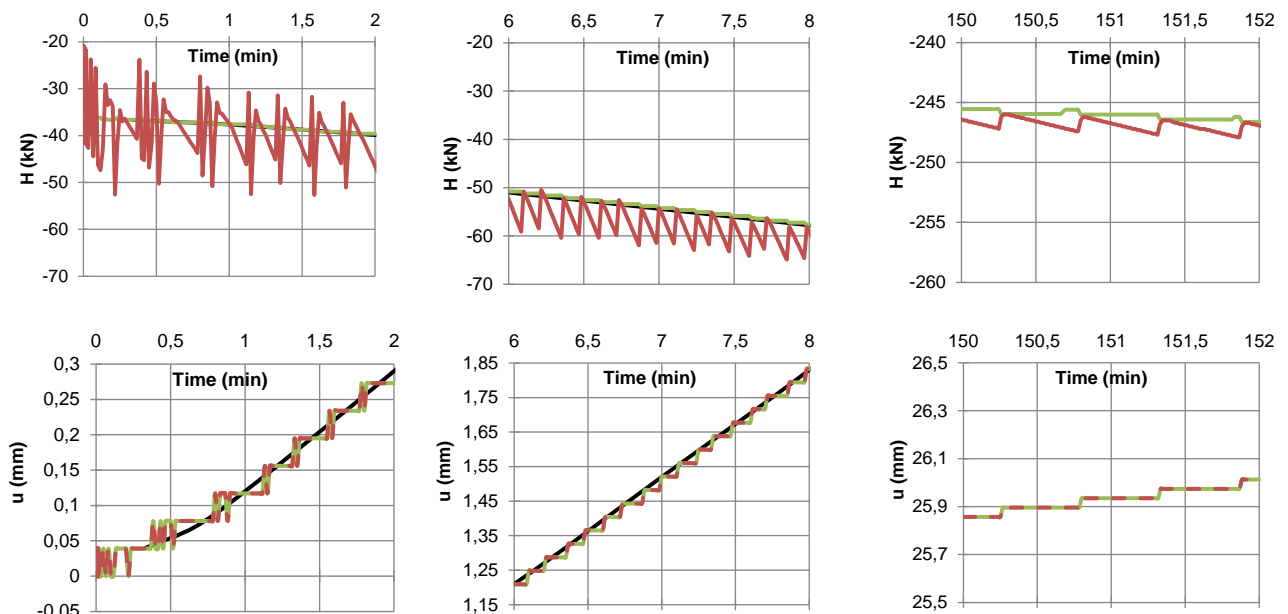 0 0,5 1 1,5 2
Time (min)
-20
-30
-40
-50
-60
-70
H (kN)
6 6,5 7 7,5 8
Time (min)
-20
-30
-40
-50
-60
-70
H (kN)
150 150,5 151 151,5 152
Time (min)
-240
-245
-250
-255
-260
H (kN)
0 0,5 1 1,5 2
Time (min)
0,3
0,25
0,2
0,15
0,1
0,05
0
-0,05
u (mm)
6 6,5 7 7,5 8
Time (min)
1,85
1,75
1,65
1,55
1,45
1,35
1,25
1,15
u (mm)
150 150,5 151 151,5 152
Time (min)
26,5
26,3
26,1
25,9
25,7
25,5
u (mm)